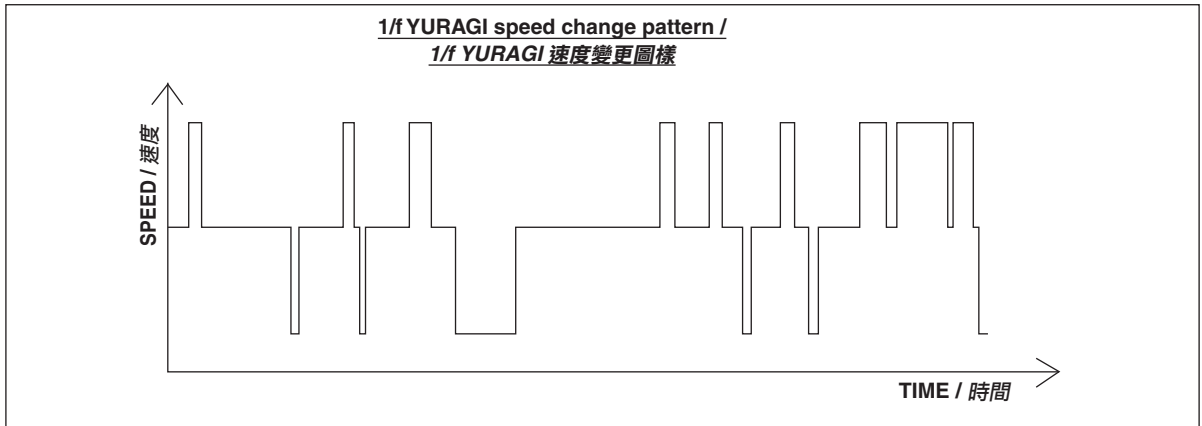 1/f YURAGI speed change pattern /
1/f YURAGI 速度變更圖樣
SPEED / 速度
TIME / 時間